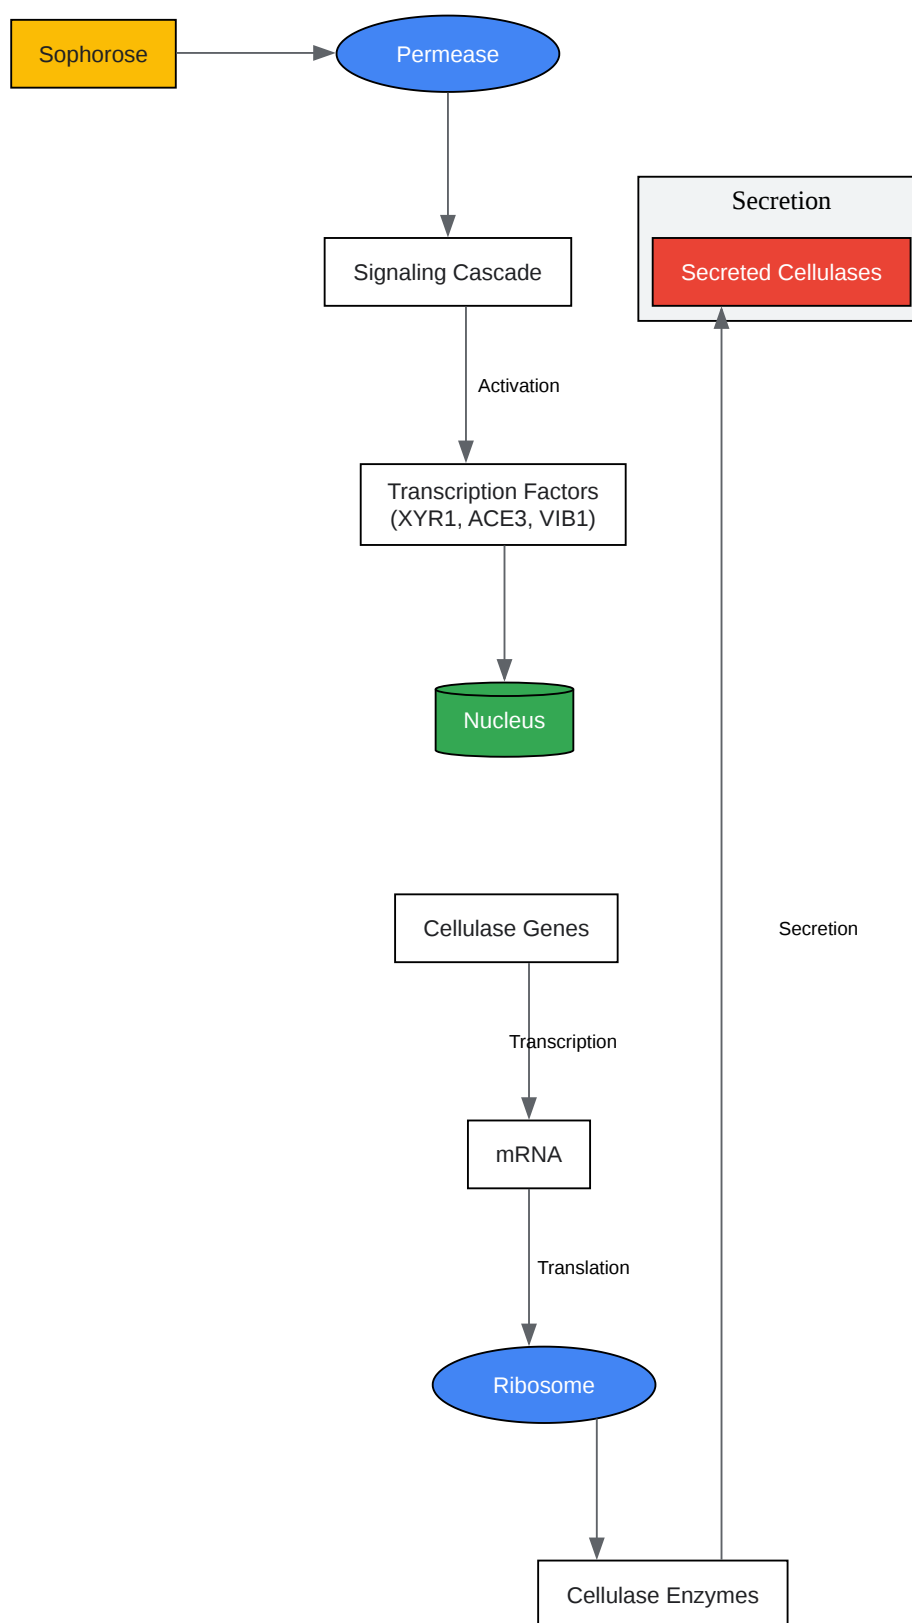 Sophorose
Permease
Secretion
Signaling Cascade
Secreted Cellulases
Activation
Transcription Factors
(XYR1, ACE3, VIB1)
Nucleus
Cellulase Genes
Secretion
Transcription
mRNA
Translation
Ribosome
Cellulase Enzymes